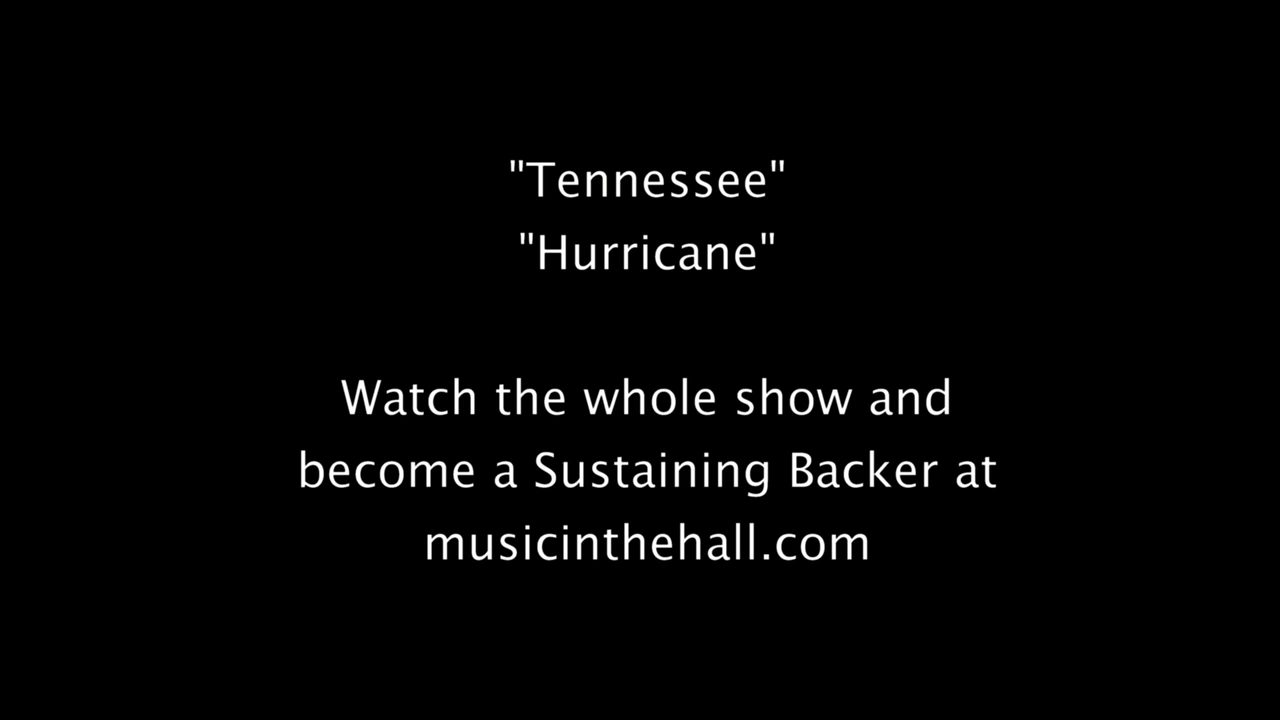 "Tennessee"
"Hurricane"
Watch the whole show and
become a Sustaining Backer at
musicinthehall.com